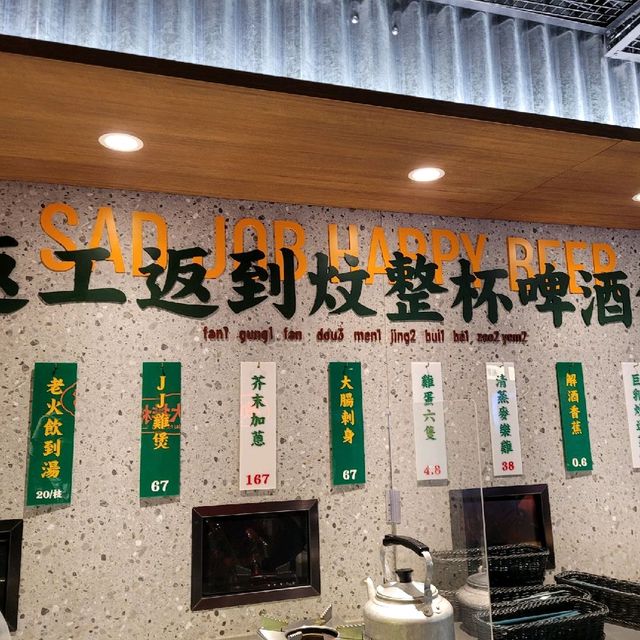 SAD JOB HAPPY BEER
返工返到炆整杯啤酒
fan1 gung1 fan dou3 men1 jing2 bui1 be1 zau2 yam2
老火飲到湯
20/枝
JJ雞煲
67
芥末加蔥
167
大腸刺身
67
雞蛋六隻
4.8
清蒸麥樂雞
38
解酒香蕉
0.6